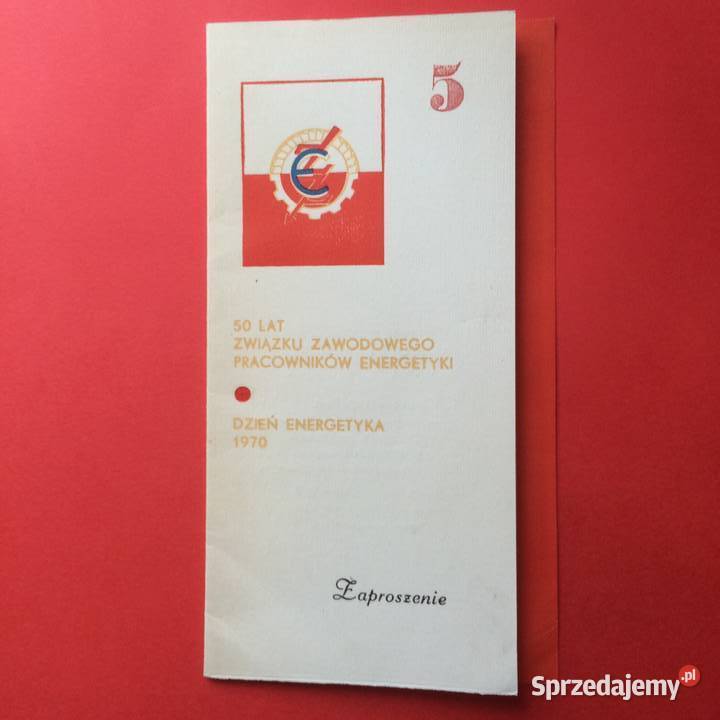 5
50 LAT
ZWIĄZKU ZAWODOWEGO
PRACOWNIKÓW ENERGETYKI
DZIEŃ ENERGETYKA
1970
Zaproszenie
Sprzedajemy.pl